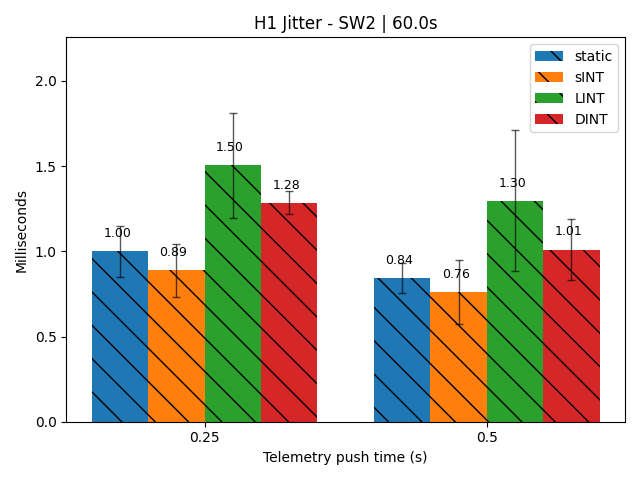 H1 Jitter - SW2 | 60.0s
Milliseconds
2.0
1.5
1.0
0.5
0.0
static
sINT
LINT
DINT
1.00
0.89
1.50
1.28
0.84
0.76
1.30
1.01
0.25
0.5
Telemetry push time (s)